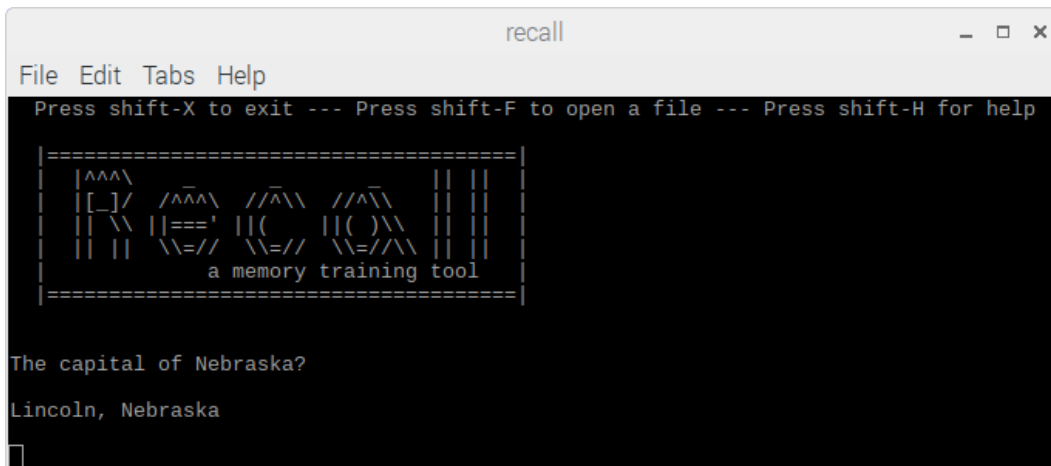 recall
File Edit Tabs Help
Press shift-X to exit --- Press shift-F to open a file --- Press shift-H for help
Recall
a memory training tool
The capital of Nebraska?
Lincoln, Nebraska